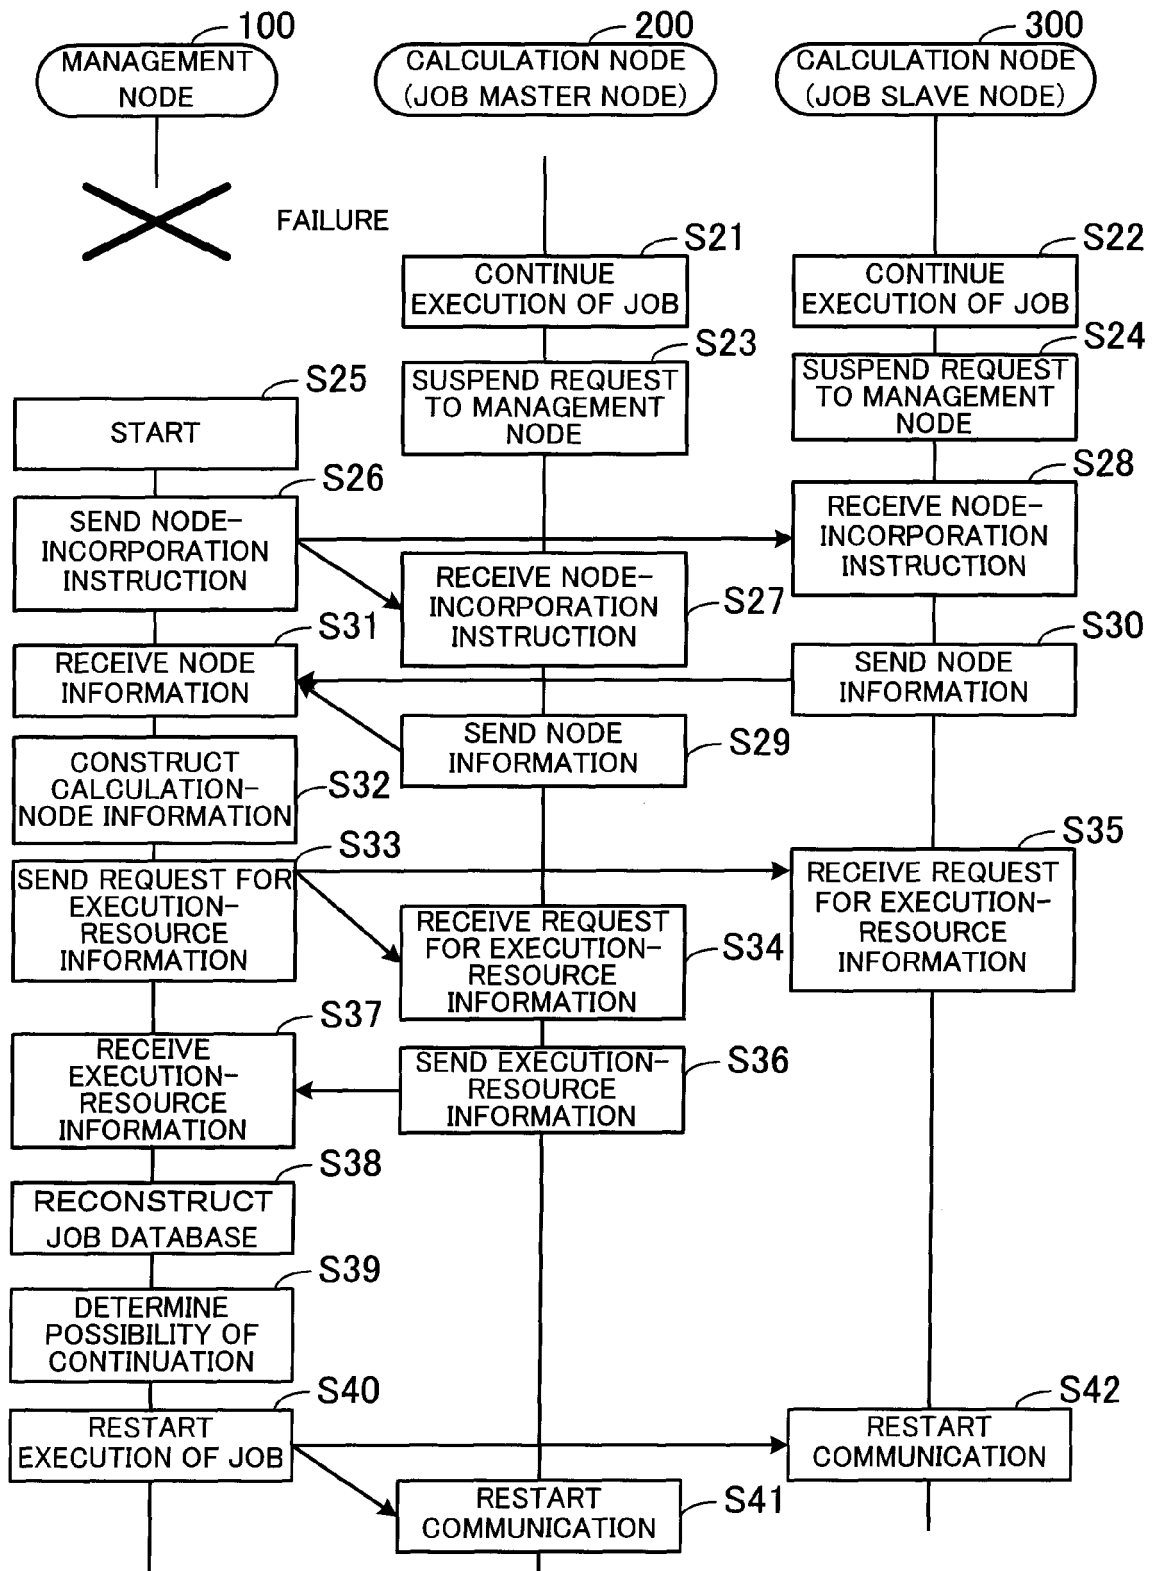 100
MANAGEMENT
NODE
200
CALCULATION NODE
(JOB MASTER NODE)
300
CALCULATION NODE
(JOB SLAVE NODE)
FAILURE
S21
CONTINUE
EXECUTION OF JOB
S22
CONTINUE
EXECUTION OF JOB
S23
SUSPEND REQUEST
TO MANAGEMENT
NODE
S24
SUSPEND REQUEST
TO MANAGEMENT
NODE
S25
START
S26
SEND NODE-
INCORPORATION
INSTRUCTION
S28
RECEIVE NODE-
INCORPORATION
INSTRUCTION
RECEIVE NODE-
INCORPORATION
INSTRUCTION
S27
S31
RECEIVE NODE
INFORMATION
S30
SEND NODE
INFORMATION
SEND NODE
INFORMATION
S29
CONSTRUCT
CALCULATION-
NODE INFORMATION
S32
S33
SEND REQUEST FOR
EXECUTION-
RESOURCE
INFORMATION
S35
RECEIVE REQUEST
FOR EXECUTION-
RESOURCE
INFORMATION
RECEIVE REQUEST
FOR EXECUTION-
RESOURCE
INFORMATION
S34
S37
RECEIVE
EXECUTION-
RESOURCE
INFORMATION
SEND EXECUTION-
RESOURCE
INFORMATION
S36
S38
RECONSTRUCT
JOB DATABASE
S39
DETERMINE
POSSIBILITY OF
CONTINUATION
S40
RESTART
EXECUTION OF JOB
S42
RESTART
COMMUNICATION
RESTART
COMMUNICATION
S41